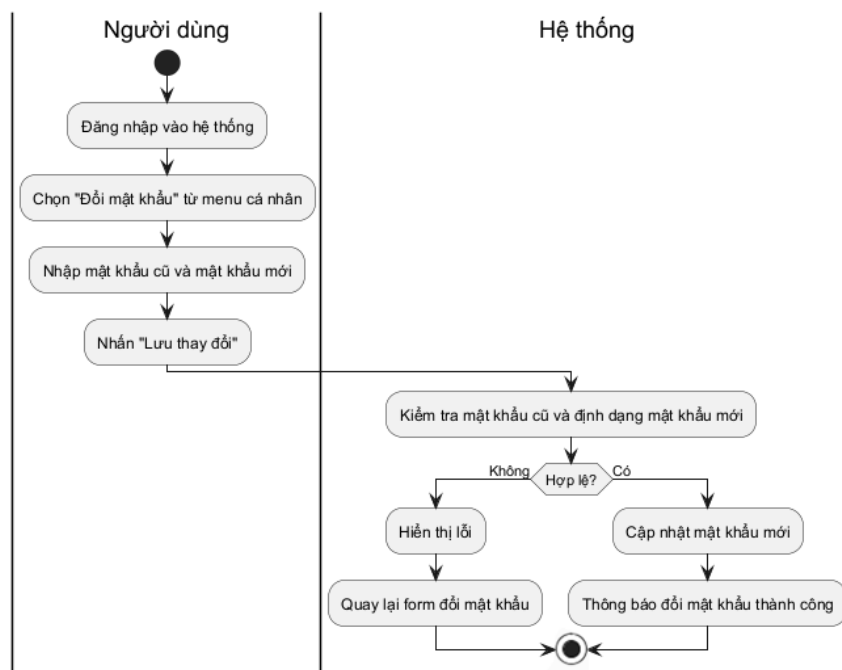 Người dùng
Hệ thống
Đăng nhập vào hệ thống
Chọn "Đổi mật khẩu" từ menu cá nhân
Nhập mật khẩu cũ và mật khẩu mới
Nhấn "Lưu thay đổi"
Kiểm tra mật khẩu cũ và định dạng mật khẩu mới
Không
Hợp lệ?
Có
Hiển thị lỗi
Cập nhật mật khẩu mới
Quay lại form đổi mật khẩu
Thông báo đổi mật khẩu thành công